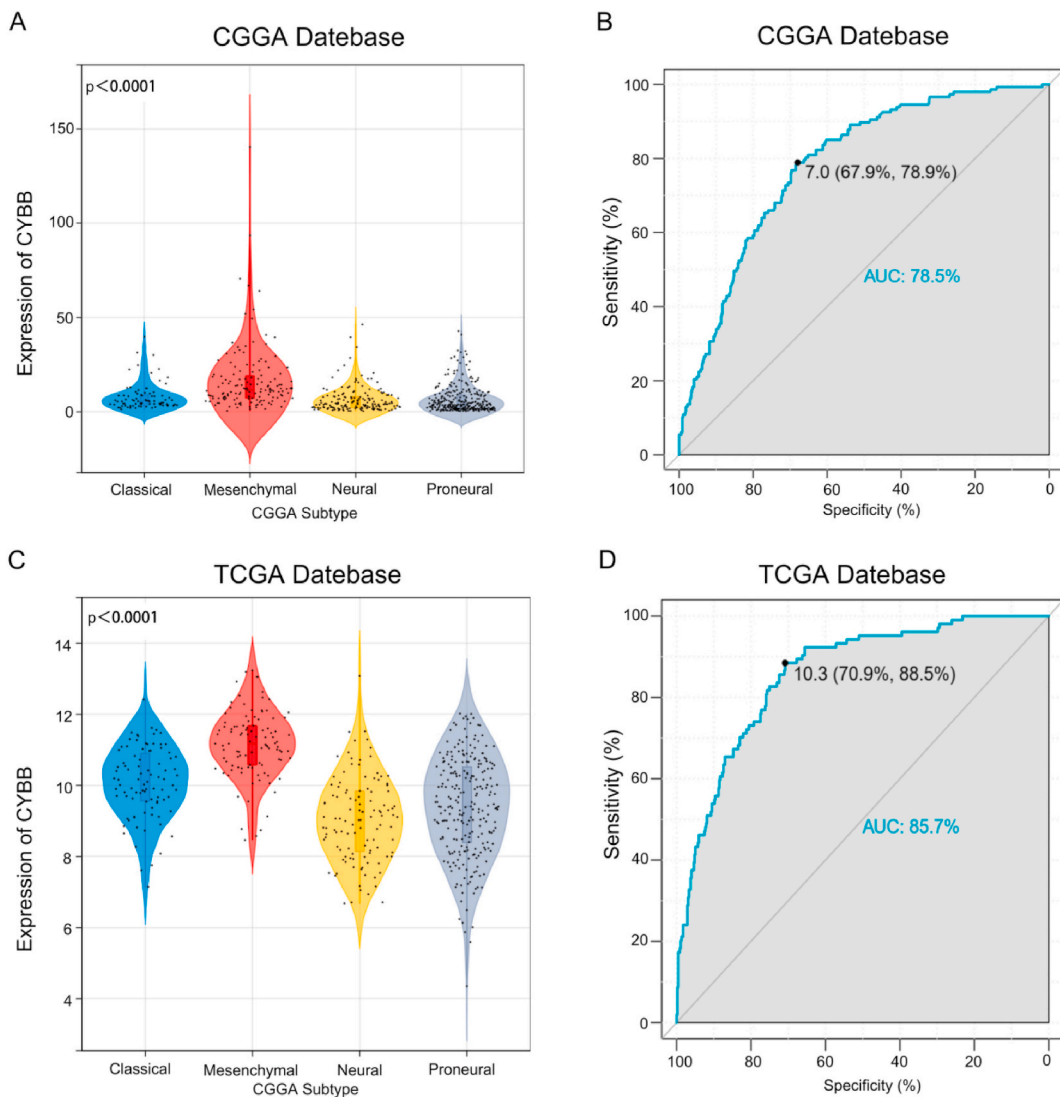 A
CGGA Datebase
p<0.0001
Expression of CYBB
150
100
50
0
Classical Mesenchymal Neural Proneural
CGGA Subtype
B
CGGA Datebase
Sensitivity (%)
100
80
60
40
20
0
7.0 (67.9%, 78.9%)
AUC: 78.5%
100 80 60 40 20 0
Specificity (%)
C
TCGA Datebase
p<0.0001
Expression of CYBB
14
12
10
8
6
4
Classical Mesenchymal Neural Proneural
CGGA Subtype
D
TCGA Datebase
Sensitivity (%)
100
80
60
40
20
0
10.3 (70.9%, 88.5%)
AUC: 85.7%
100 80 60 40 20 0
Specificity (%)